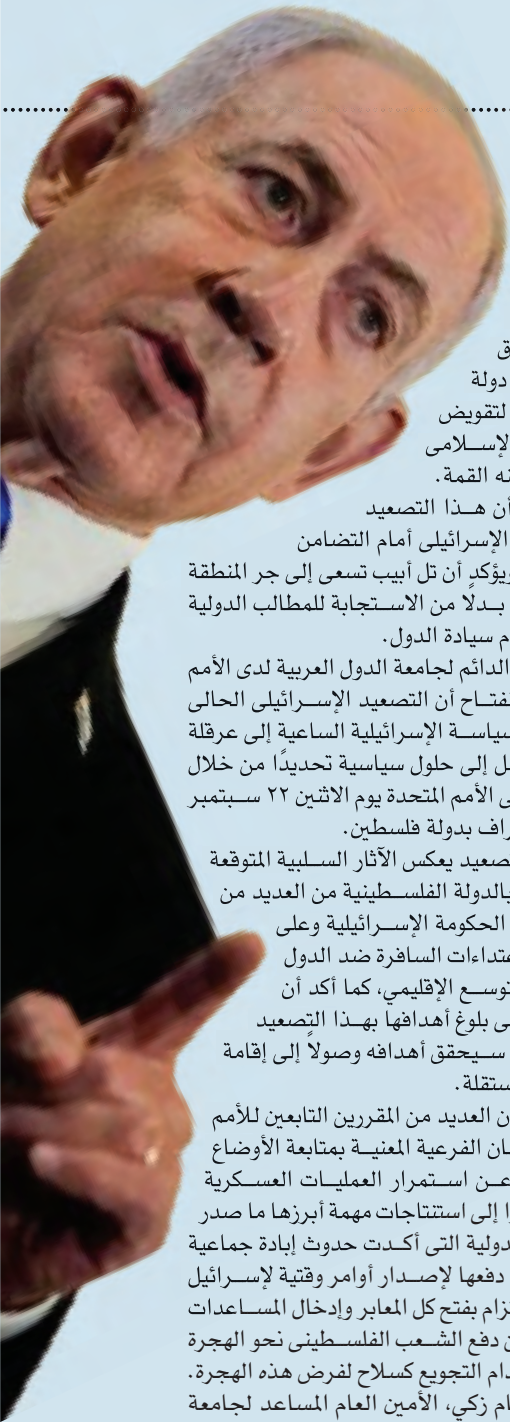 ق
دولة
لتقويض
لإسلامى
نه القمة.
أن هذا التصعيد
الإسرائيلى أمام التضامن
ويؤكد أن تل أبيب تسعى إلى جر المنطقة
بدلًا من الاستجابة للمطالب الدولية
م سيادة الدول.
الدائم لجامعة الدول العربية لدى الأمم
لفتاح أن التصعيد الإسرائيلى الحالى
سياسة الإسرائيلية الساعية إلى عرقلة
ل إلى حلول سياسية تحديدًا من خلال
ى الأمم المتحدة يوم الاثنين ٢٢ سبتمبر
راف بدولة فلسطين.
صعيد يعكس الآثار السلبية المتوقعة
بالدولة الفلسطينية من العديد من
الحكومة الإسرائيلية وعلى
عتداءات السافرة ضد الدول
توسع الإقليمي، كما أكد أن
ى بلوغ أهدافها بهذا التصعيد
سيحقق أهدافه وصولاً إلى إقامة
ستقلة.
ن العديد من المقررين التابعين للأمم
ان الفرعية المعنية بمتابعة الأوضاع
عن استمرار العمليات العسكرية
ا إلى استنتاجات مهمة أبرزها ما صدر
دولية التى أكدت حدوث إبادة جماعية
دفعها لإصدار أوامر وقتية لإسرائيل
زام بفتح كل المعابر وإدخال المساعدات
ن دفع الشعب الفلسطينى نحو الهجرة
دام التجويع كسلاح لفرض هذه الهجرة.
ام زكي، الأمين العام المساعد لجامعة